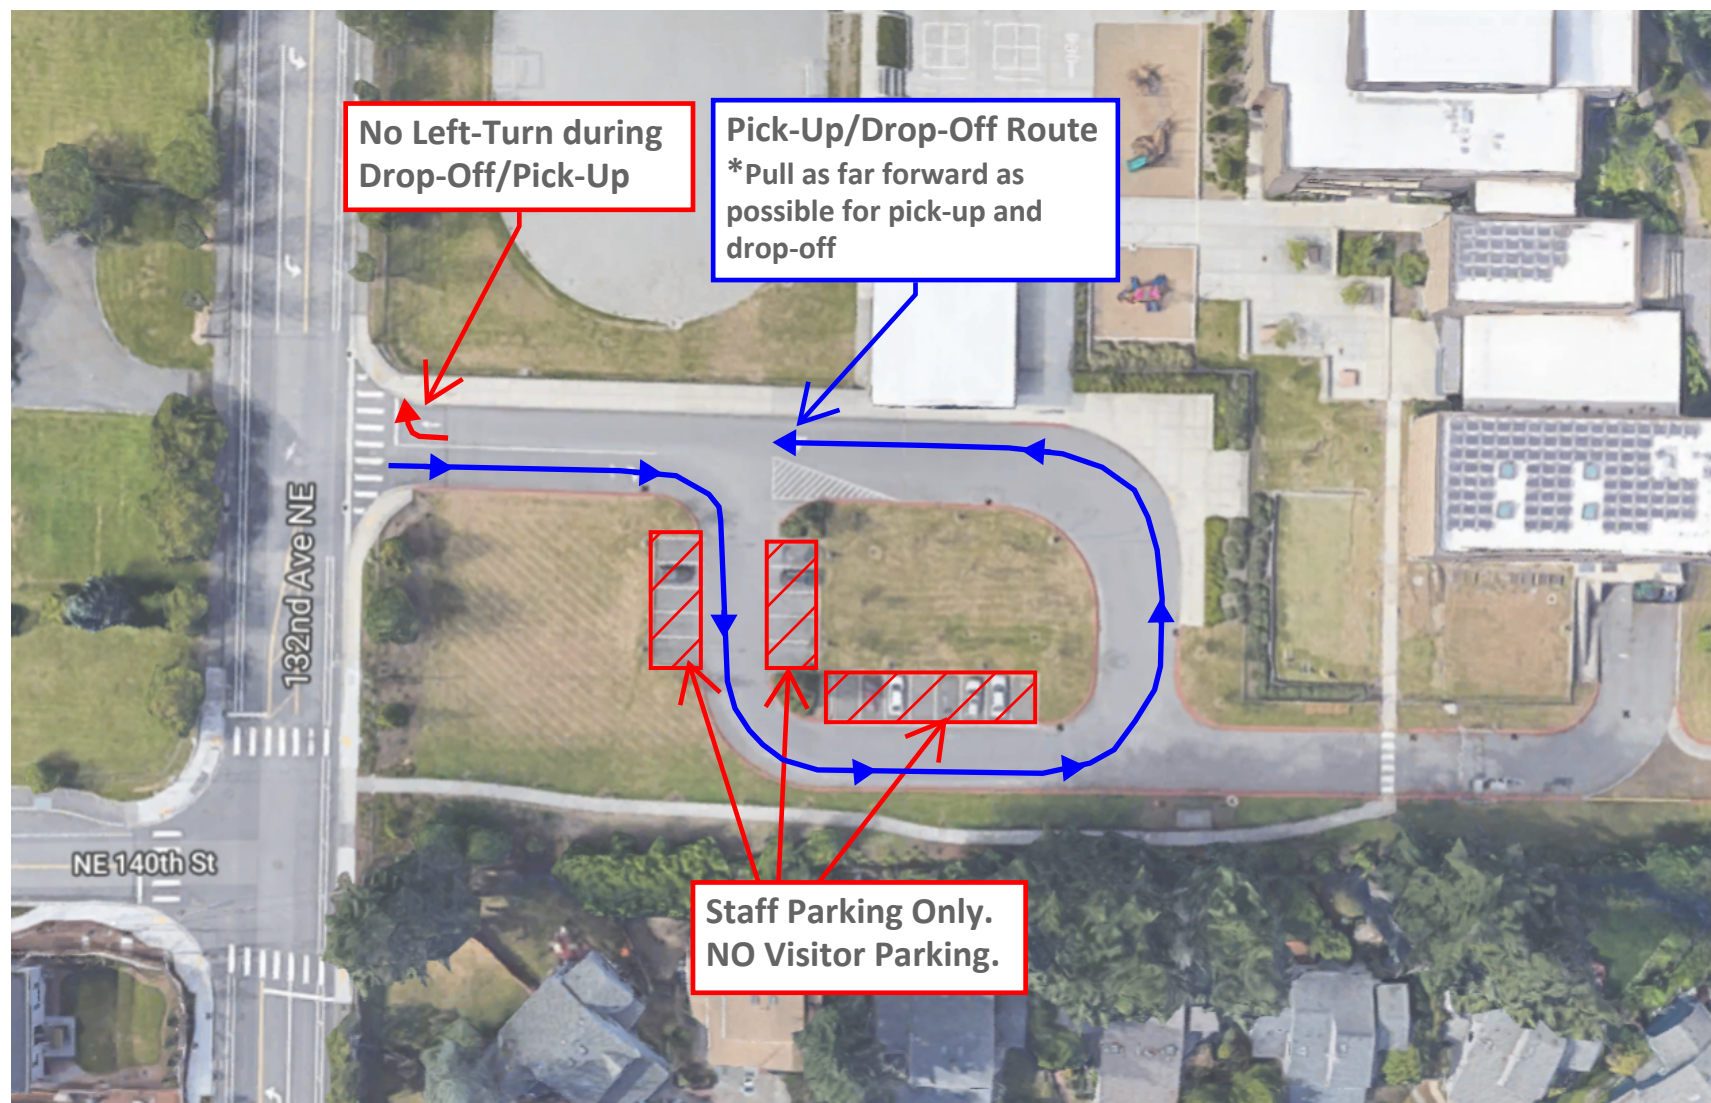 No Left-Turn during
Drop-Off/Pick-Up
Pick-Up/Drop-Off Route
*Pull as far forward as
possible for pick-up and
drop-off
132nd Ave NE
NE 140th St
Staff Parking Only.
NO Visitor Parking.